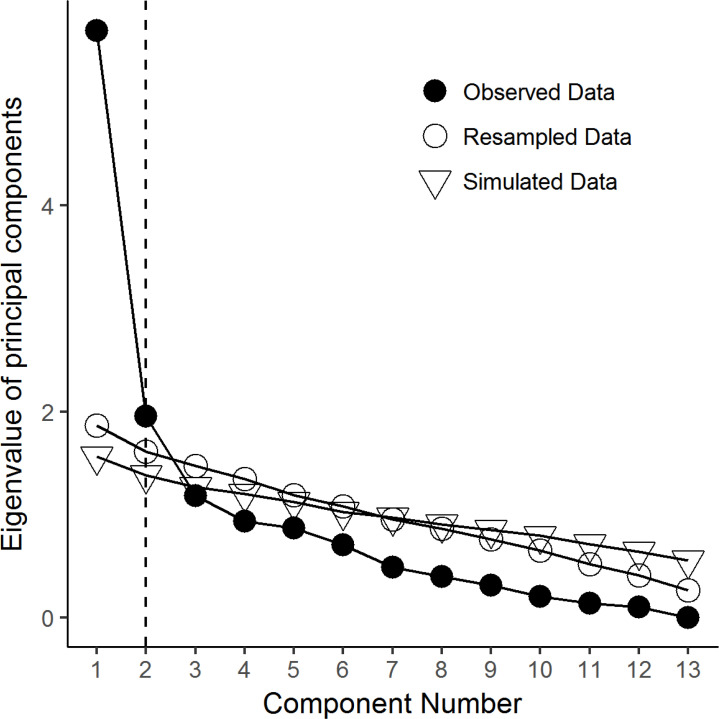 Eigenvalue of principal components
4
2
0
Observed Data
Resampled Data
Simulated Data
1 2 3 4 5 6 7 8 9 10 11 12 13
Component Number